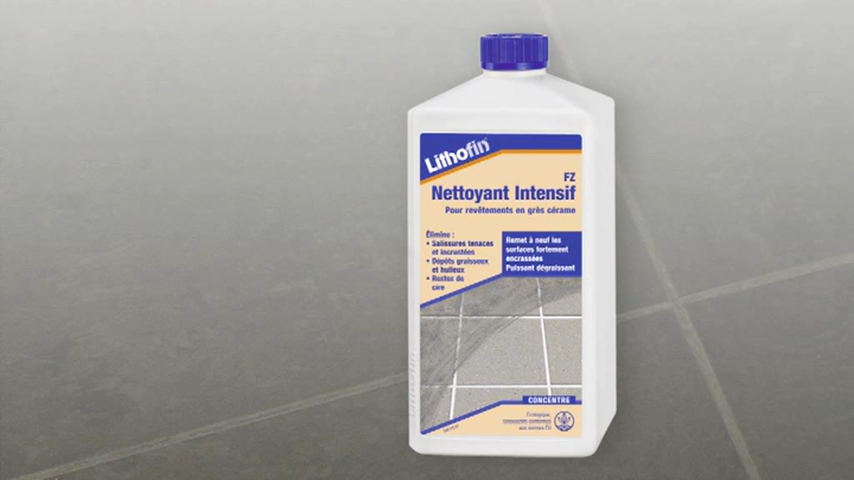 Lithofin
FZ
Nettoyant Intensif
Pour revêtements en grès cérame
Élimine :
• Salissures tenaces
et incrustées
• Dépôts graisseux
et huileux
• Restes de
cire
Remet à neuf les
surfaces fortement
encrassées
Puissant dégraissant
CONCENTRÉ